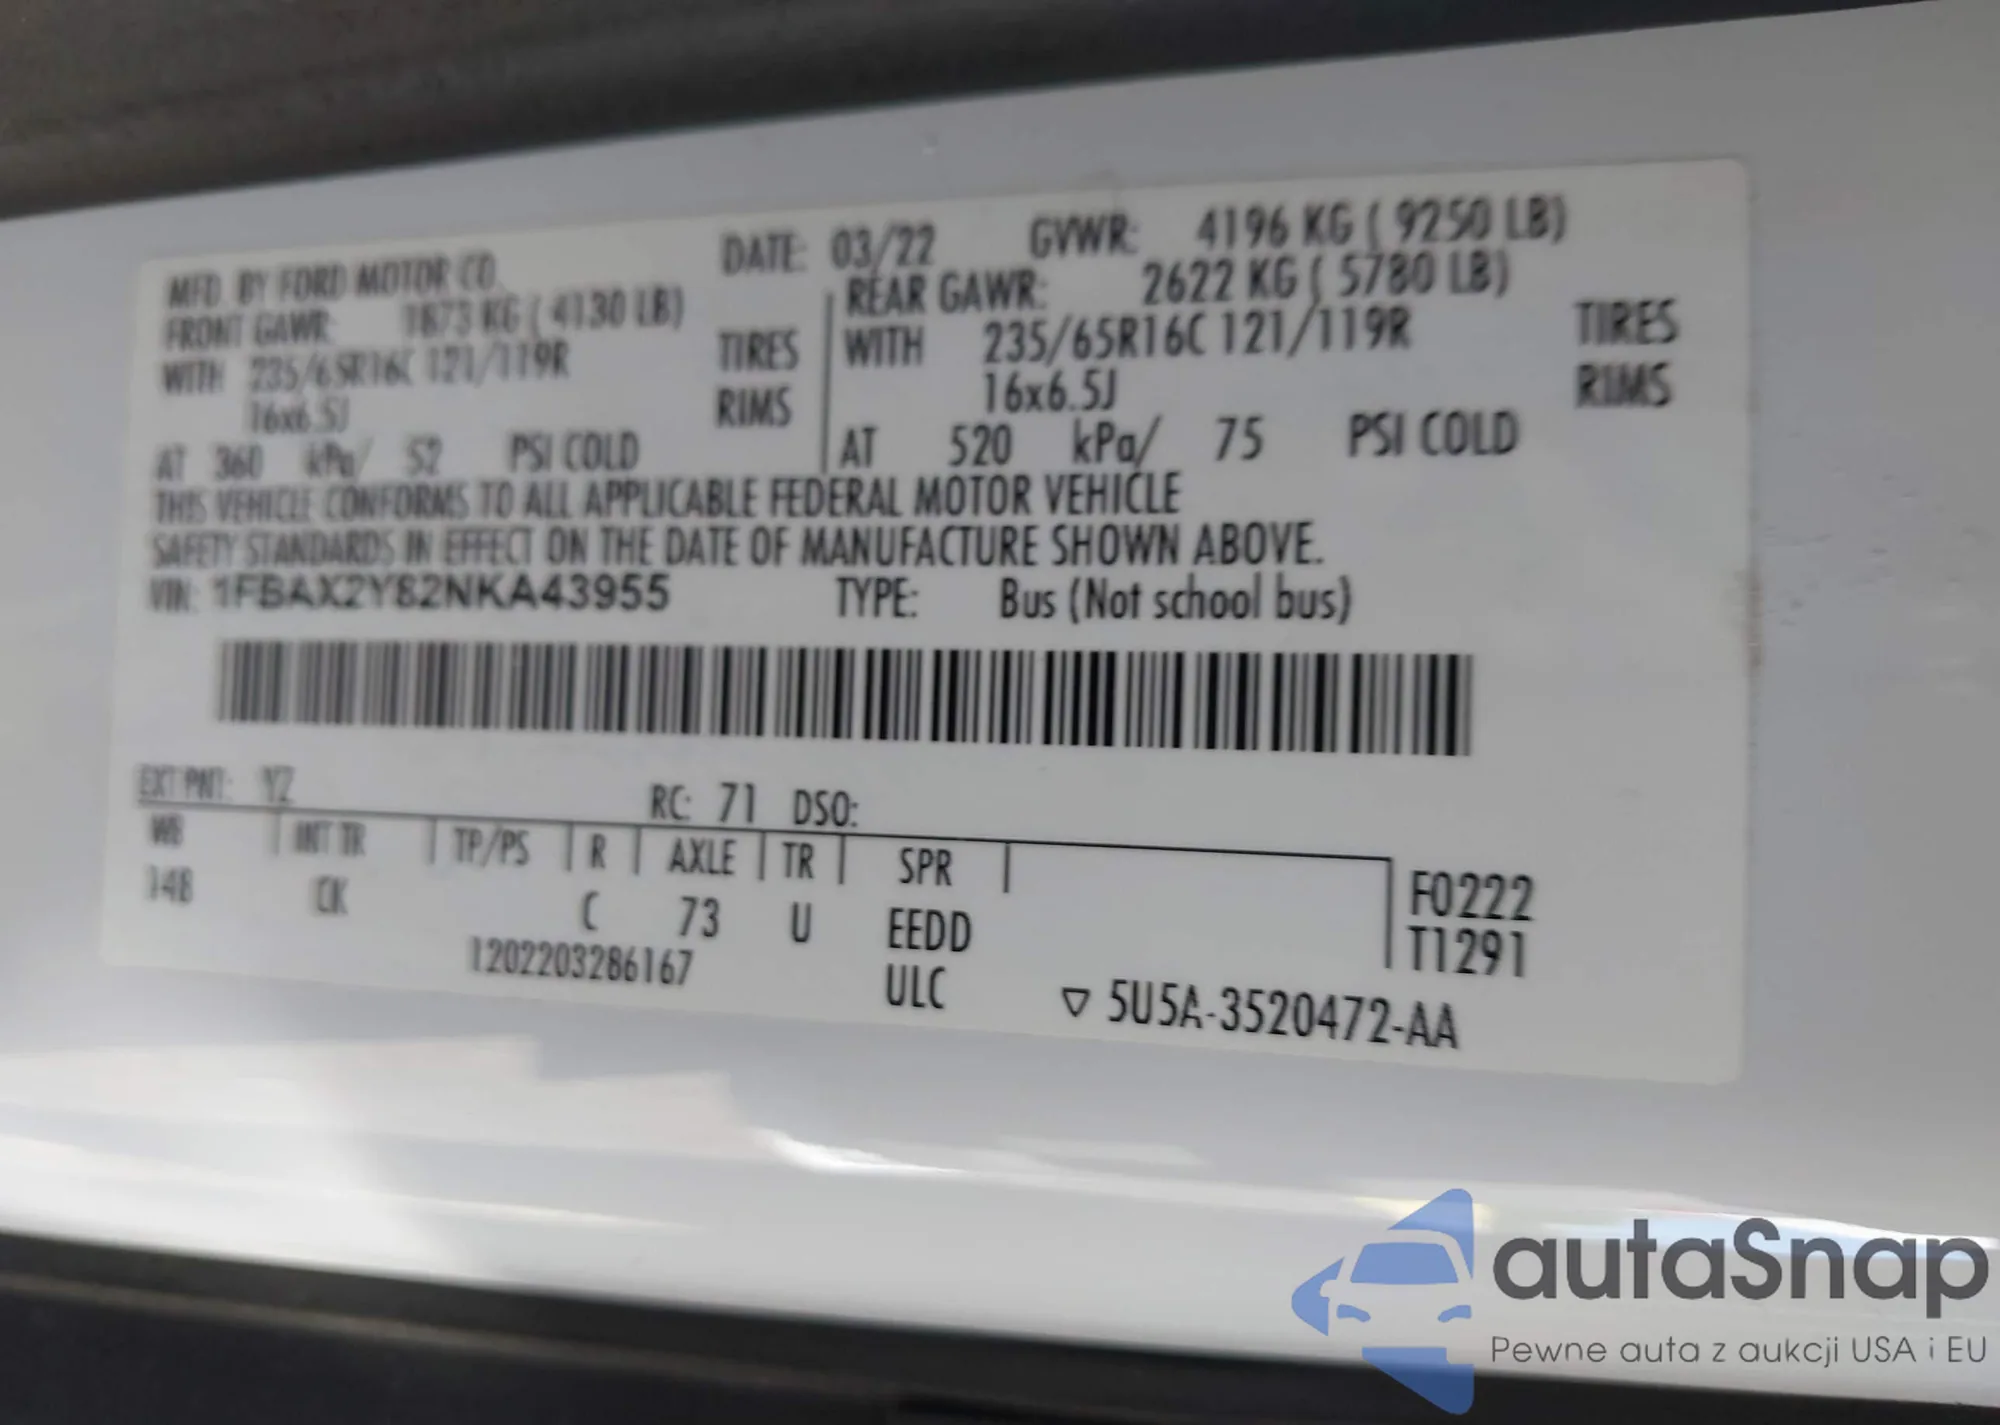 MFD. BY FORD MOTOR CO. DATE: 03/22 GVWR: 4196 KG ( 9250 LB)
FRONT GAWR: 1873 KG ( 4130 LB) REAR GAWR: 2622 KG ( 5780 LB)
WITH 235/65R16C 121/119R TIRES WITH 235/65R16C 121/119R TIRES
16x6.5J RIMS 16x6.5J RIMS
AT 360 kPa/ 52 PSI COLD AT 520 kPa/ 75 PSI COLD
THIS VEHICLE CONFORMS TO ALL APPLICABLE FEDERAL MOTOR VEHICLE
SAFETY STANDARDS IN EFFECT ON THE DATE OF MANUFACTURE SHOWN ABOVE.
VIN: 1FBAX2Y82NKA43955 TYPE: Bus (Not school bus)
EXT PNT: YZ RC: 71 DSO:
WB INT TR TP/PS R AXLE TR SPR
148 CK C 73 U EEDD
F0222
T1291
1202203286167 ULC ▽ 5U5A-3520472-AA
autaSnap
Pewne auta z aukcji USA i EU